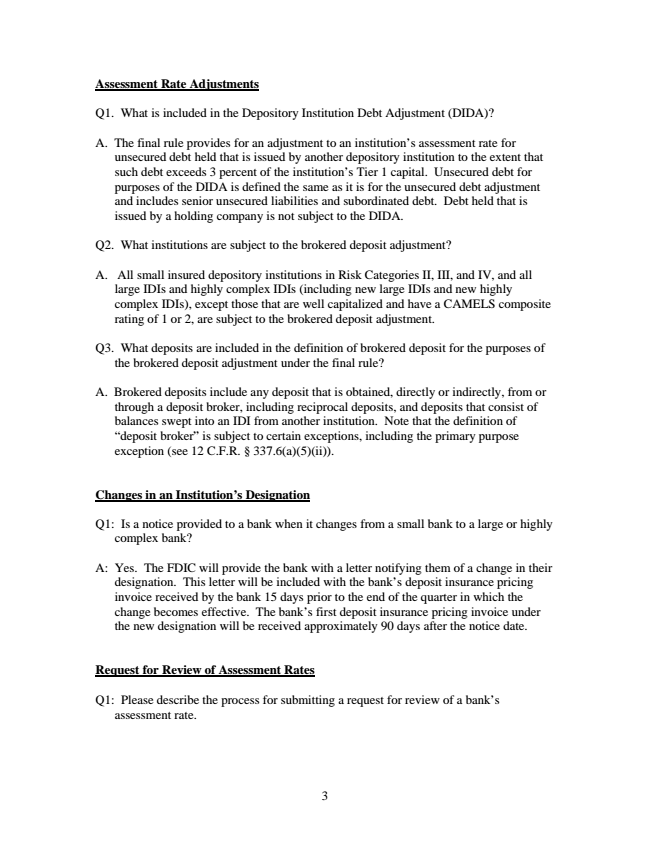 Assessment Rate Adjustments
Q1.  What is included in the Depository Institution Debt Adjustment (DIDA)?
A.  The final rule provides for an adjustment to an institution’s assessment rate for
unsecured debt held that is issued by another depository institution to the extent that
such debt exceeds 3 percent of the institution’s Tier 1 capital.  Unsecured debt for
purposes of the DIDA is defined the same as it is for the unsecured debt adjustment
and includes senior unsecured liabilities and subordinated debt.  Debt held that is
issued by a holding company is not subject to the DIDA.
Q2.  What institutions are subject to the brokered deposit adjustment?
A.   All small insured depository institutions in Risk Categories II, III, and IV, and all
large IDIs and highly complex IDIs (including new large IDIs and new highly
complex IDIs), except those that are well capitalized and have a CAMELS composite
rating of 1 or 2, are subject to the brokered deposit adjustment.
Q3.  What deposits are included in the definition of brokered deposit for the purposes of
the brokered deposit adjustment under the final rule?
A.  Brokered deposits include any deposit that is obtained, directly or indirectly, from or
through a deposit broker, including reciprocal deposits, and deposits that consist of
balances swept into an IDI from another institution.  Note that the definition of
“deposit broker” is subject to certain exceptions, including the primary purpose
exception (see 12 C.F.R. § 337.6(a)(5)(ii)).
Changes in an Institution’s Designation
Q1:  Is a notice provided to a bank when it changes from a small bank to a large or highly
complex bank?
A:  Yes.  The FDIC will provide the bank with a letter notifying them of a change in their
designation.  This letter will be included with the bank’s deposit insurance pricing
invoice received by the bank 15 days prior to the end of the quarter in which the
change becomes effective.  The bank’s first deposit insurance pricing invoice under
the new designation will be received approximately 90 days after the notice date.
Request for Review of Assessment Rates
Q1:  Please describe the process for submitting a request for review of a bank’s
assessment rate.
3